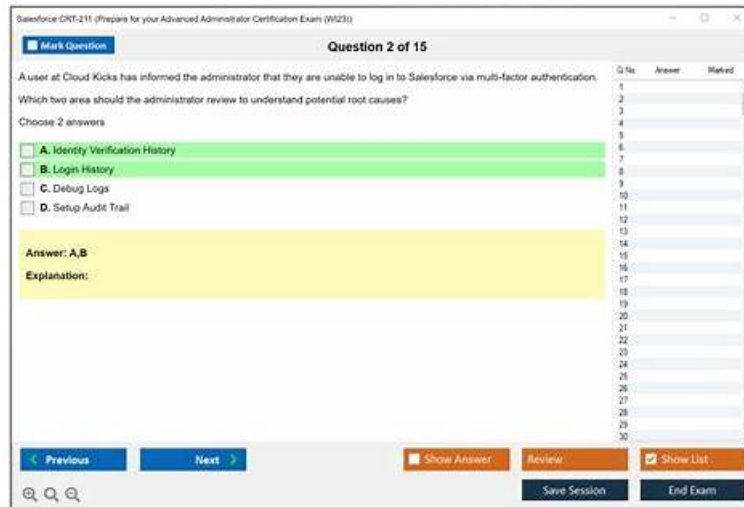 Salesforce CRT-211 (Prepare for your Advanced Administrator Certification Exam (WI23))
Mark Question
Question 2 of 15
A user at Cloud Kicks has informed the administrator that they are unable to log in to Salesforce via multi-factor authentication.
Which two area should the administrator review to understand potential root causes?
Choose 2 answers
A. Identity Verification History
B. Login History
C. Debug Logs
D. Setup Audit Trail
Answer: A,B
Explanation:
Q.No. Answer Marked
1
2
3
4
5
6
7
8
9
10
11
12
13
14
15
16
17
18
19
20
21
22
23
24
25
26
27
28
29
30
Previous
Next
Show Answer
Review
Show List
Save Session
End Exam